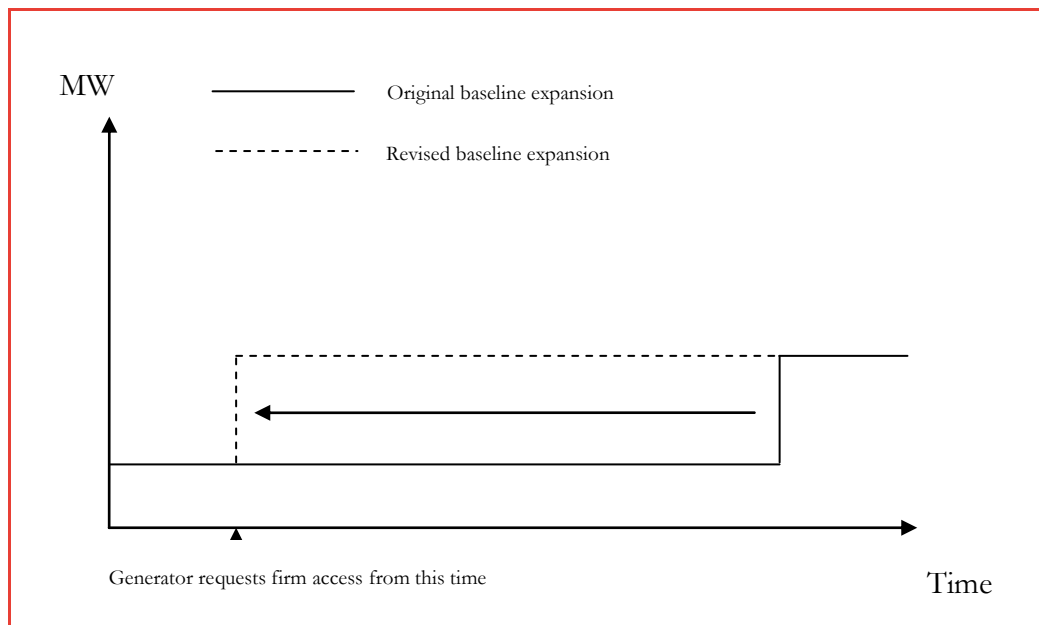 MW
Original baseline expansion
Revised baseline expansion
Generator requests firm access from this time
Time